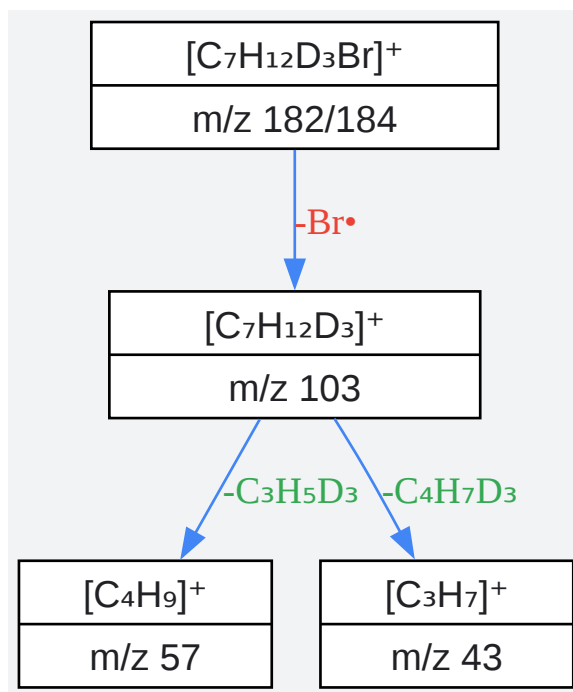 [C₇H₁₂D₃Br]⁺
m/z 182/184
-Br•
[C₇H₁₂D₃]⁺
m/z 103
-C₃H₅D₃
-C₄H₇D₃
[C₄H₉]⁺
[C₃H₇]⁺
m/z 57
m/z 43